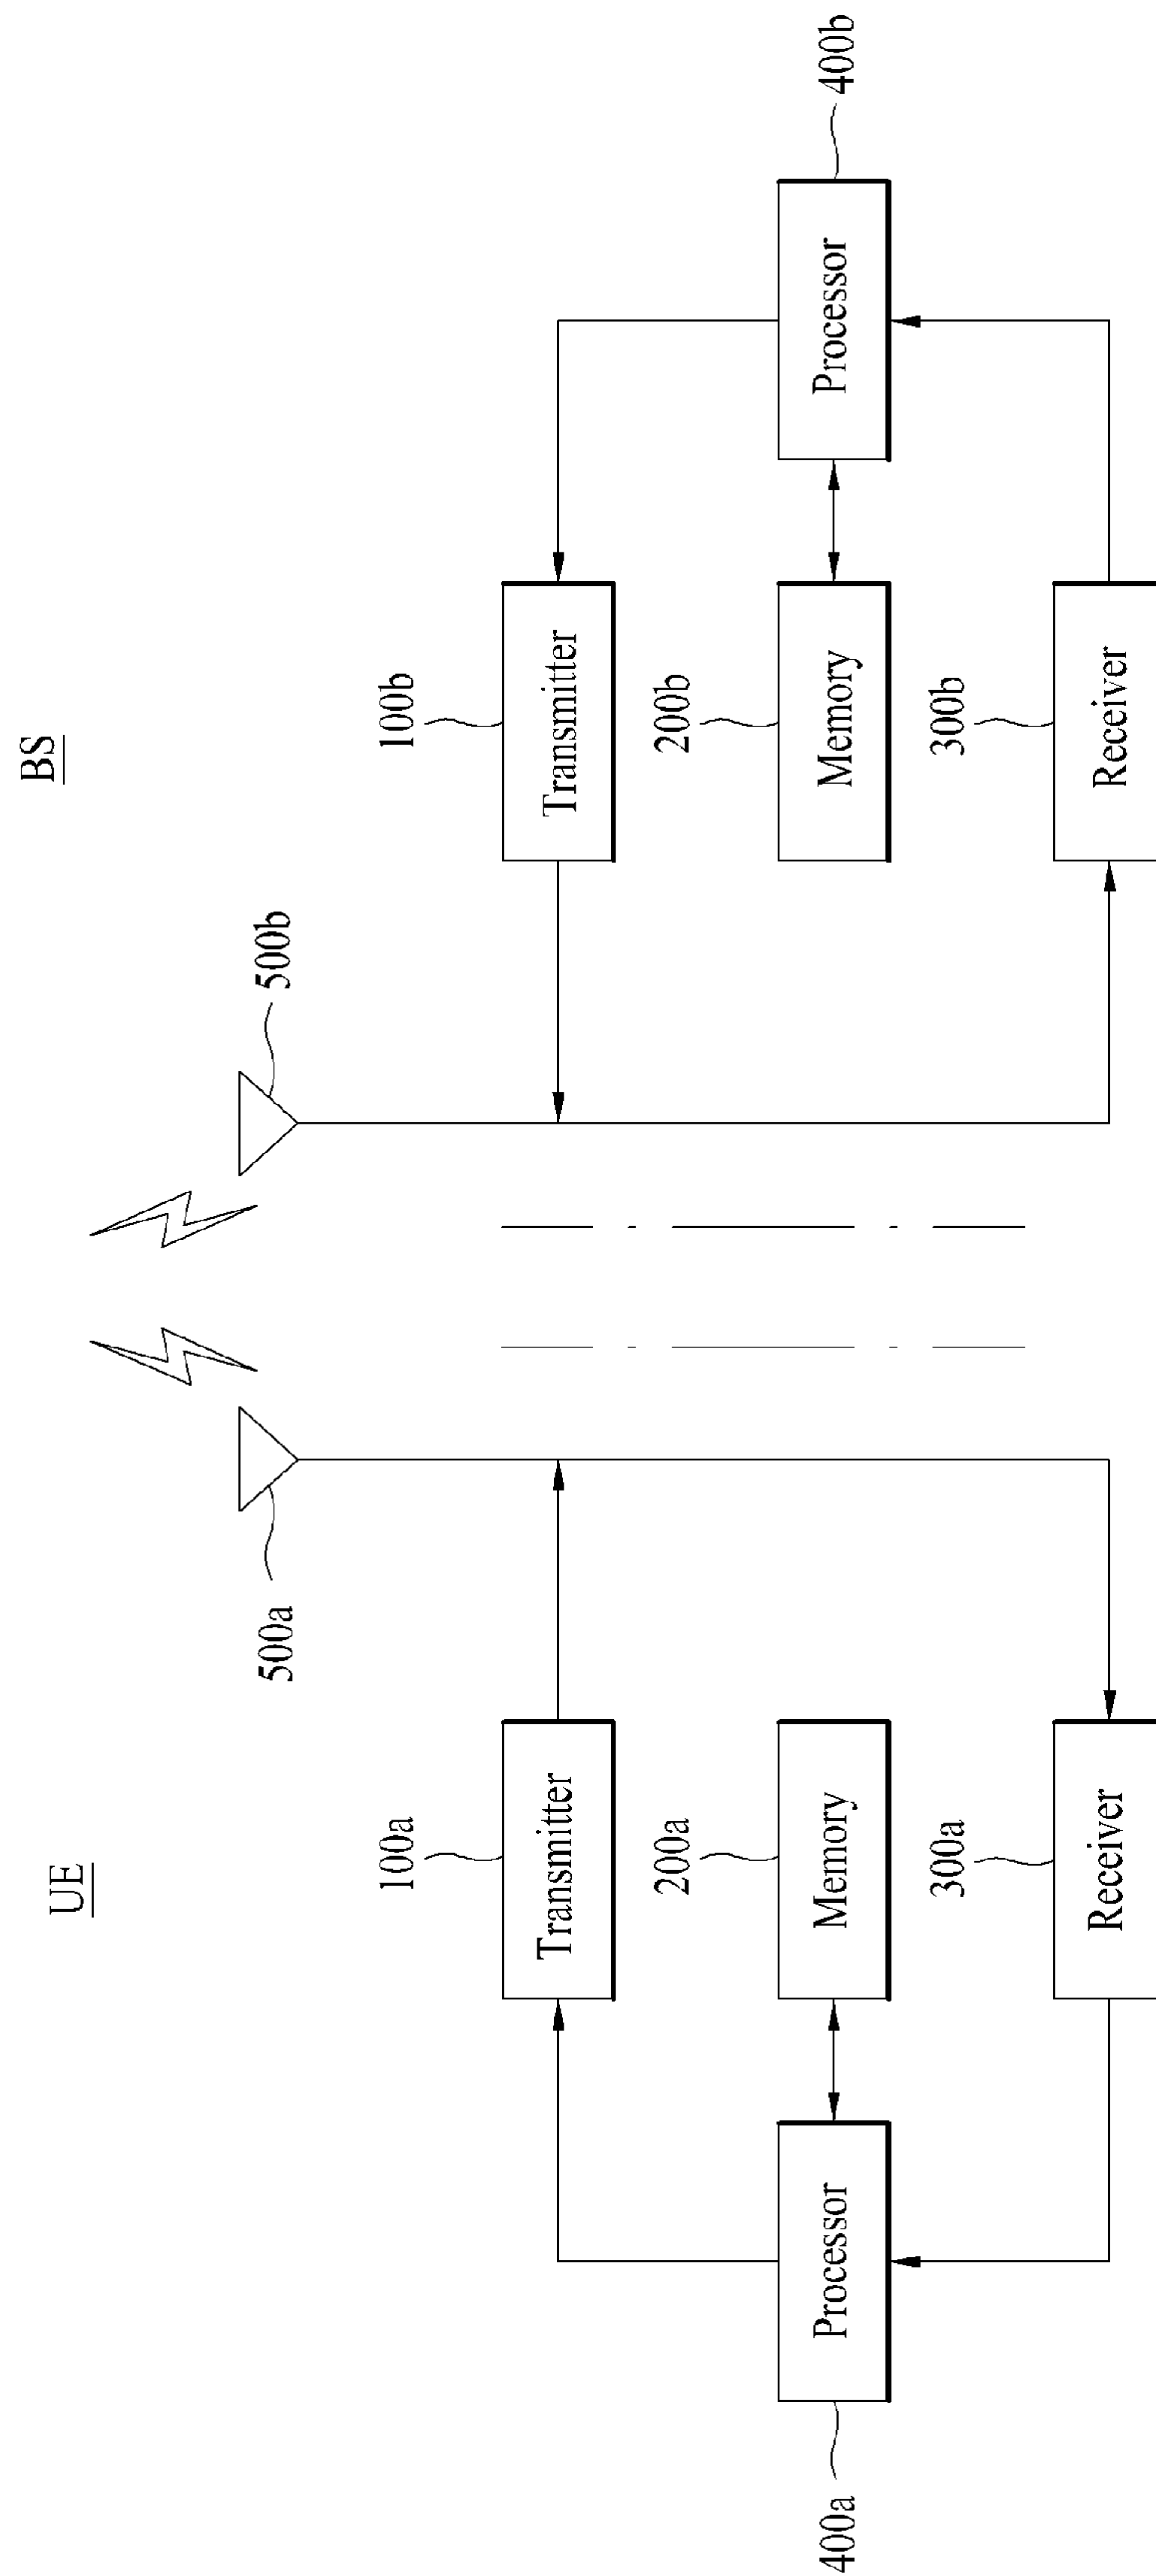 UE
BS
500a
500b
100a
Transmitter
100b
Transmitter
400a
Processor
200a
Memory
200b
Memory
Processor
400b
300a
Receiver
300b
Receiver